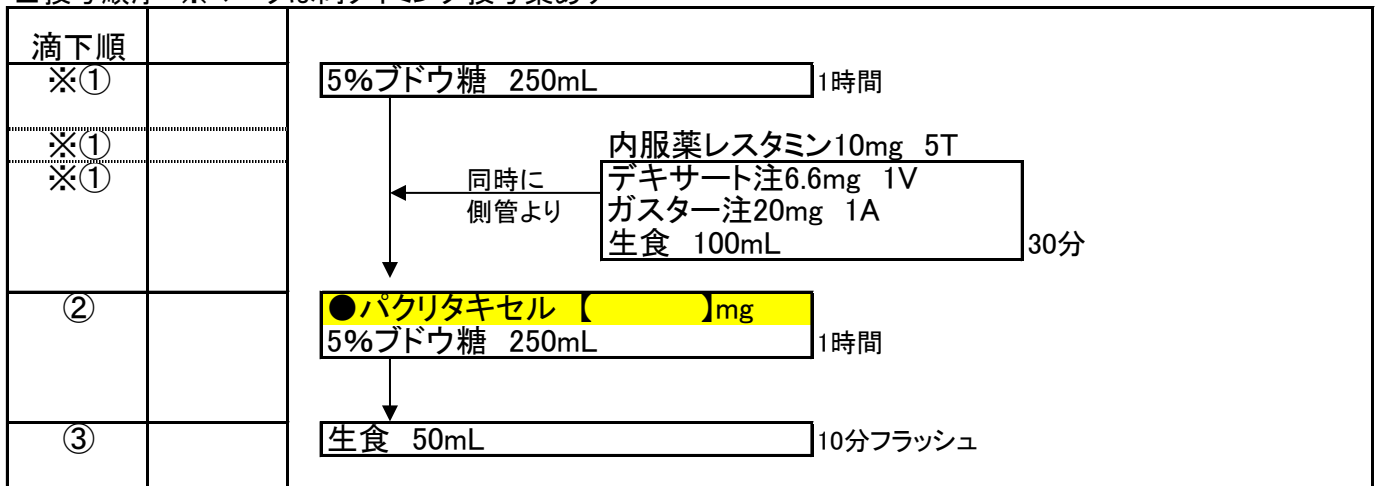 滴下順
※① 5%ブドウ糖 250mL 1時間
※① 内服薬レスタミン10mg 5T
※① 同時に デキサート注6.6mg 1V
側管より ガスター注20mg 1A
生食 100mL 30分
② ●パクリタキセル 【 】mg
5%ブドウ糖 250mL 1時間
③ 生食 50mL 10分フラッシュ